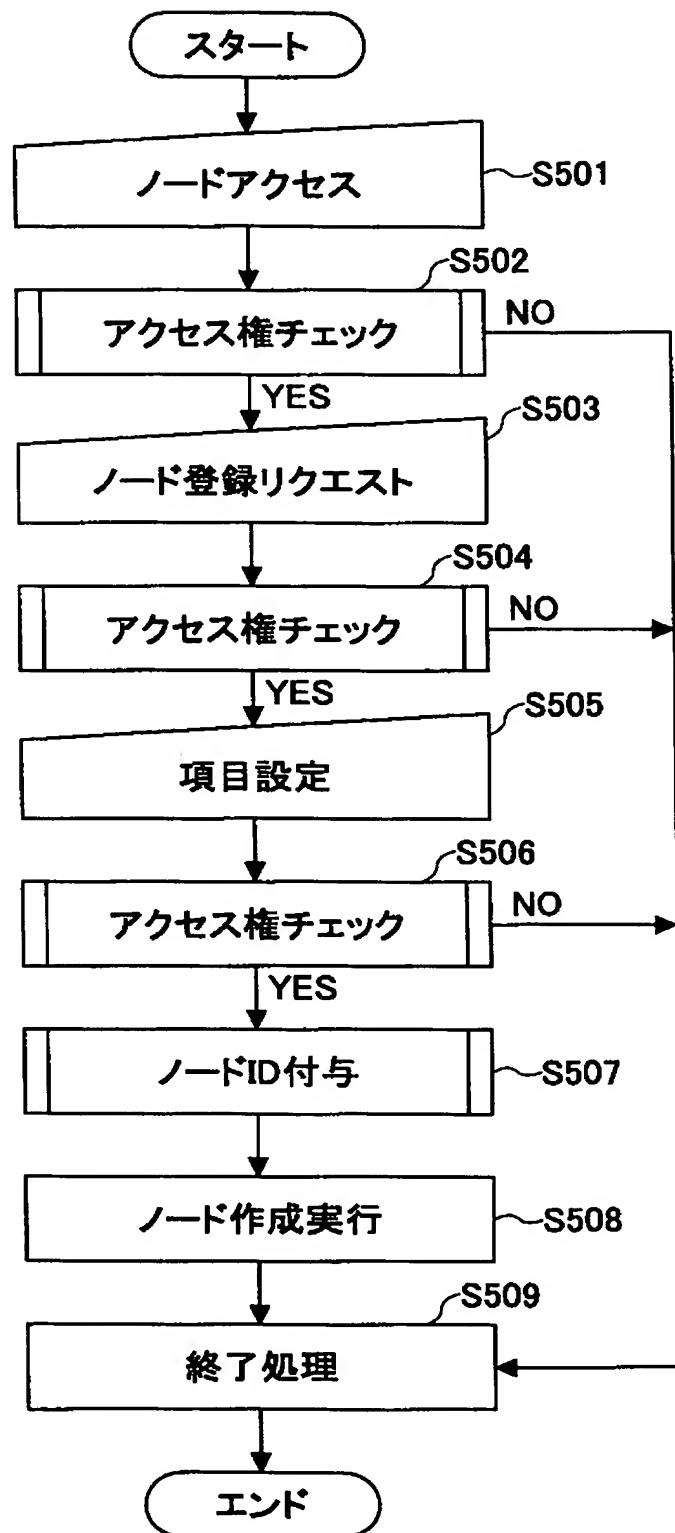 スタート
ノードアクセス
S501
S502
アクセス権チェック
NO
YES
S503
ノード登録リクエスト
S504
アクセス権チェック
NO
YES
S505
項目設定
S506
アクセス権チェック
NO
YES
ノードID付与
S507
ノード作成実行
S508
S509
終了処理
エンド